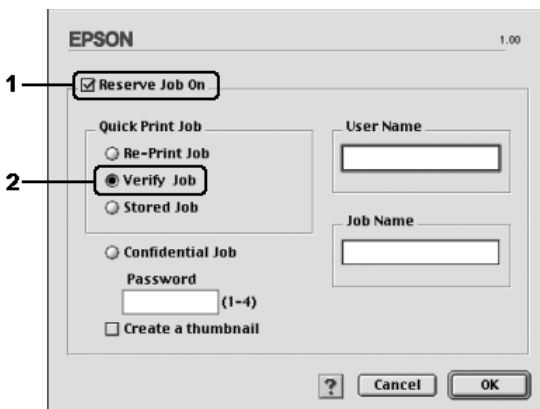 EPSON
1.00
1
Reserve Job On
Quick Print Job
Re-Print Job
2
Verify Job
Stored Job
Confidential Job
Password
(1-4)
Create a thumbnail
User Name
Job Name
?
Cancel
OK